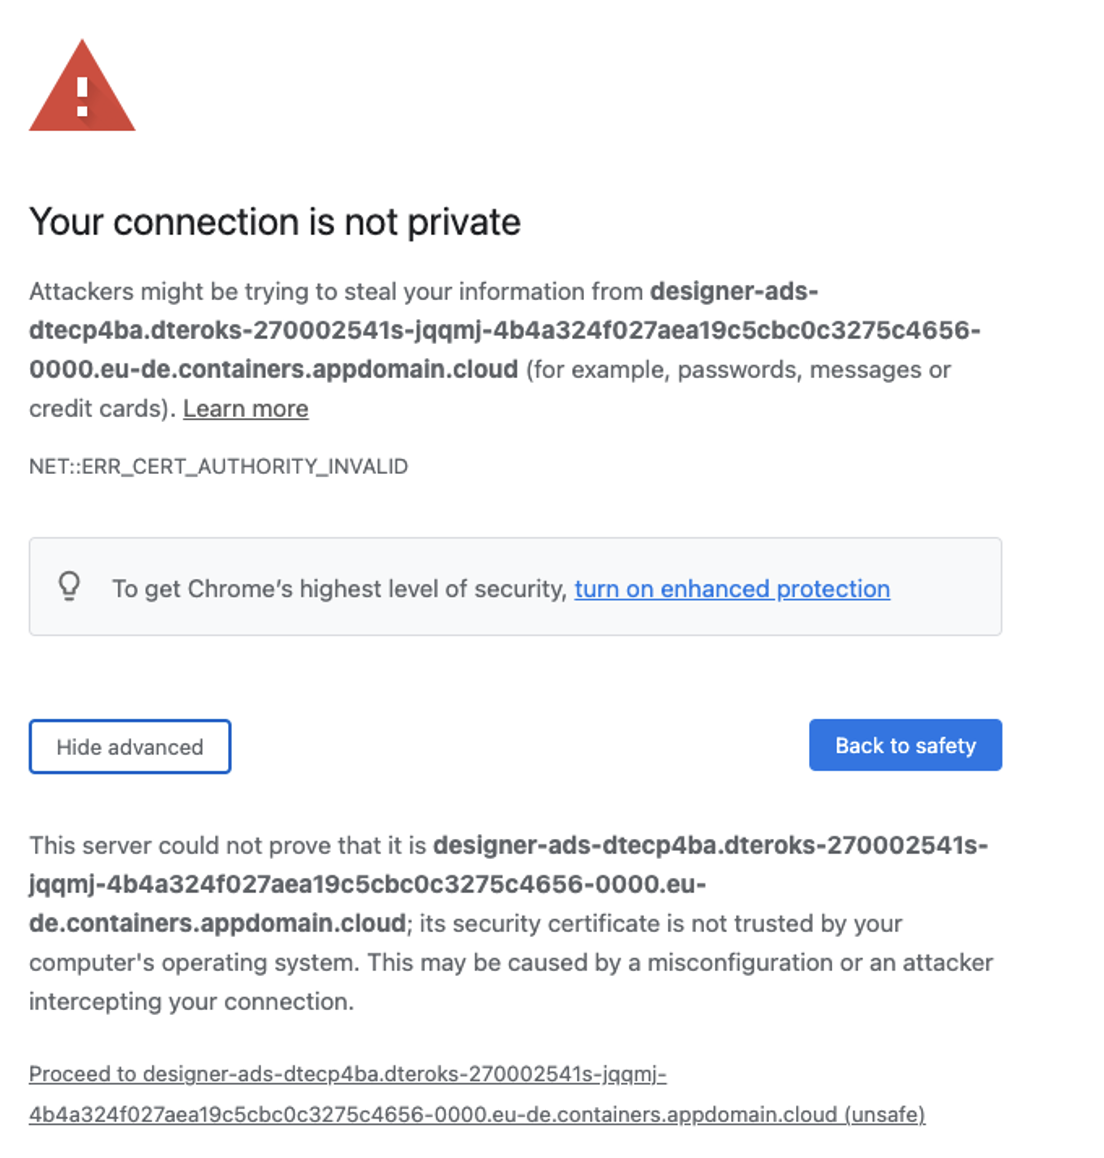 Your connection is not private
Attackers might be trying to steal your information from designer-ads-
dtecp4ba.dteroks-270002541s-jqqmj-4b4a324f027aea19c5cbc0c3275c4656-
0000.eu-de.containers.appdomain.cloud (for example, passwords, messages or
credit cards). Learn more
NET::ERR_CERT_AUTHORITY_INVALID
To get Chrome's highest level of security, turn on enhanced protection
Hide advanced
Back to safety
This server could not prove that it is designer-ads-dtecp4ba.dteroks-270002541s-
jqqmj-4b4a324f027aea19c5cbc0c3275c4656-0000.eu-
de.containers.appdomain.cloud; its security certificate is not trusted by your
computer's operating system. This may be caused by a misconfiguration or an attacker
intercepting your connection.
Proceed to designer-ads-dtecp4ba.dteroks-270002541s-jqqmj-
4b4a324f027aea19c5cbc0c3275c4656-0000.eu-de.containers.appdomain.cloud (unsafe)